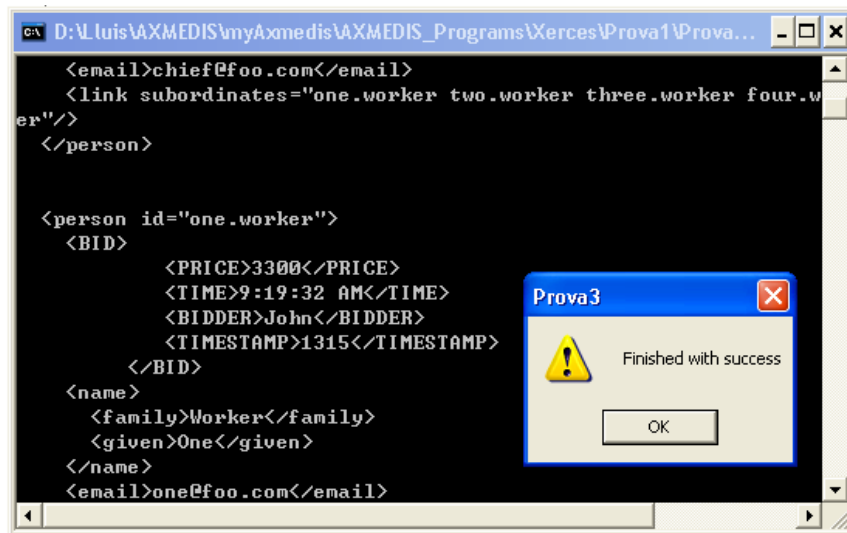 D:\Lluis\AXMEDIS\myAxmedis\AXMEDIS_Programs\Xerces\Prova1\Prova...
<email>chief@foo.com</email>
<link subordinates="one.worker two.worker three.worker four.w
er"/>
</person>
<person id="one.worker">
<BID>
<PRICE>3300</PRICE>
<TIME>9:19:32 AM</TIME>
<BIDDER>John</BIDDER>
<TIMESTAMP>1315</TIMESTAMP>
</BID>
<name>
<family>Worker</family>
<given>One</given>
</name>
<email>one@foo.com</email>
Prova3
Finished with success
OK